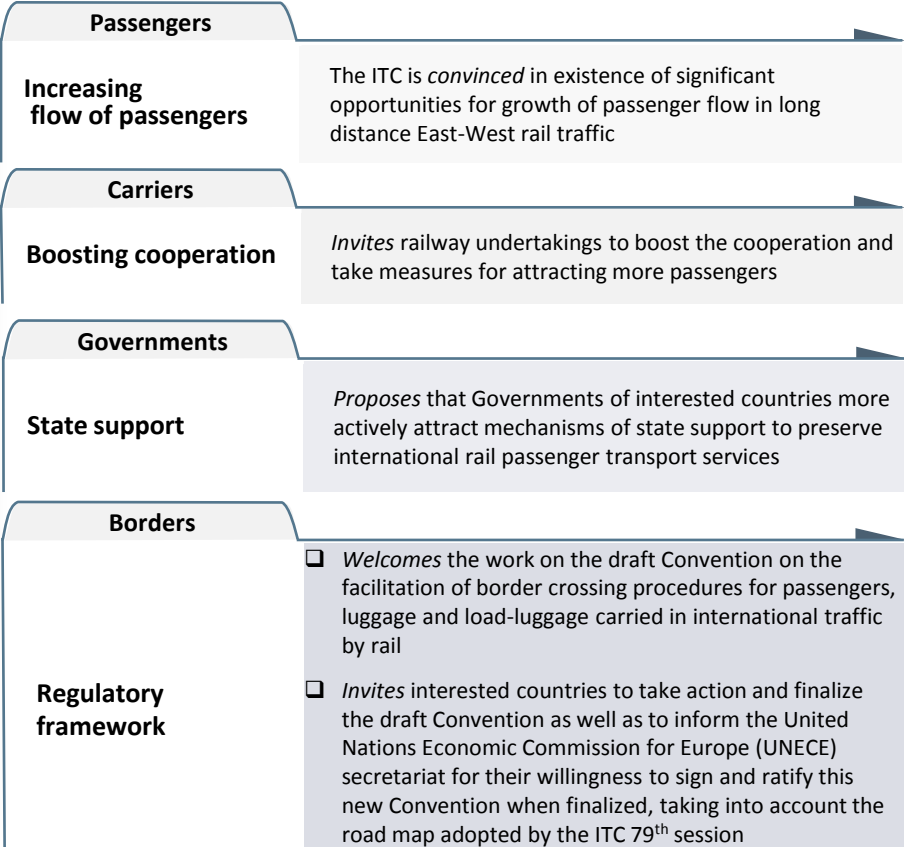 Passengers
Increasing
flow of passengers
The ITC is convinced in existence of significant
opportunities for growth of passenger flow in long
distance East-West rail traffic
Carriers
Boosting cooperation
Invites railway undertakings to boost the cooperation and
take measures for attracting more passengers
Governments
State support
Proposes that Governments of interested countries more
actively attract mechanisms of state support to preserve
international rail passenger transport services
Borders
Regulatory
framework
❑ Welcomes the work on the draft Convention on the
facilitation of border crossing procedures for passengers,
luggage and load-luggage carried in international traffic
by rail
❑ Invites interested countries to take action and finalize
the draft Convention as well as to inform the United
Nations Economic Commission for Europe (UNECE)
secretariat for their willingness to sign and ratify this
new Convention when finalized, taking into account the
road map adopted by the ITC 79th session